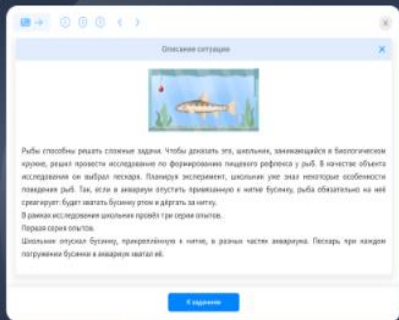 Описание ситуации
Рыбы способны решать сложные задачи. Чтобы доказать это, школьник, занимающийся в биологическом
кружке, решил провести исследование по формированию пищевого рефлекса у рыб. В качестве объекта
исследования он выбрал пескаря. Планируя эксперимент, школьник уже знал некоторые особенности
поведения рыб. Так, если в аквариум опустить привязанную к нитке бусинку, рыба обязательно на неё
среагирует: будет хватать бусинку ртом и дёргать за нитку.
В рамках исследования школьник провёл три серии опытов.
Первая серия опытов.
Школьник опускал бусинку, прикреплённую к нитке, в разных частях аквариума. Пескарь при каждом
погружении бусинки в аквариум хватал её.
К заданиям